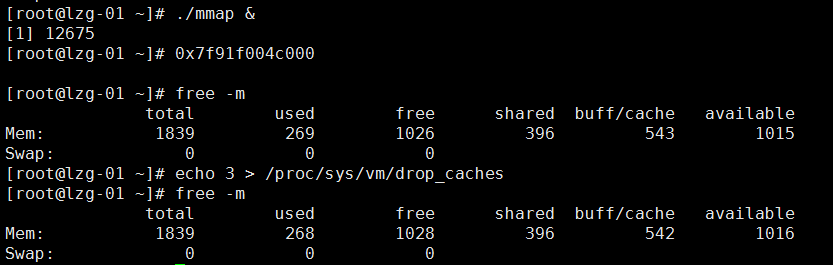 [root@lzg-01 ~]# ./mmap &
[1] 12675
[root@lzg-01 ~]# 0x7f91f004c000
[root@lzg-01 ~]# free -m
total used free shared buff/cache available
Mem: 1839 269 1026 396 543 1015
Swap: 0 0 0
[root@lzg-01 ~]# echo 3 > /proc/sys/vm/drop_caches
[root@lzg-01 ~]# free -m
total used free shared buff/cache available
Mem: 1839 268 1028 396 542 1016
Swap: 0 0 0